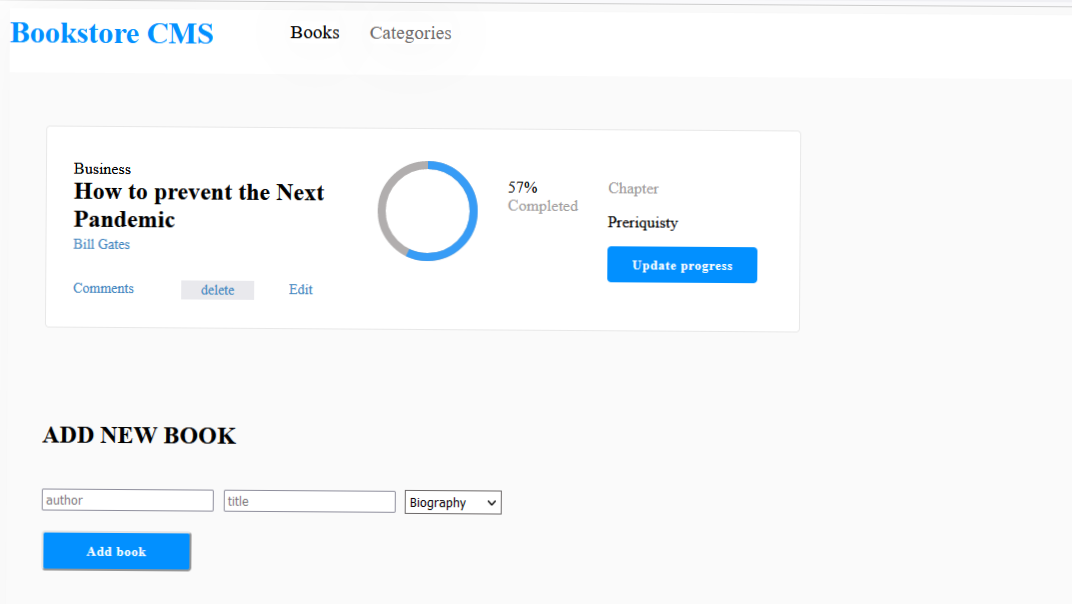 Bookstore CMS Books Categories
Business
How to prevent the Next
Pandemic
Bill Gates
Comments delete Edit
57%
Completed
Chapter
Preriquisty
Update progress
ADD NEW BOOK
author title Biography
Add book